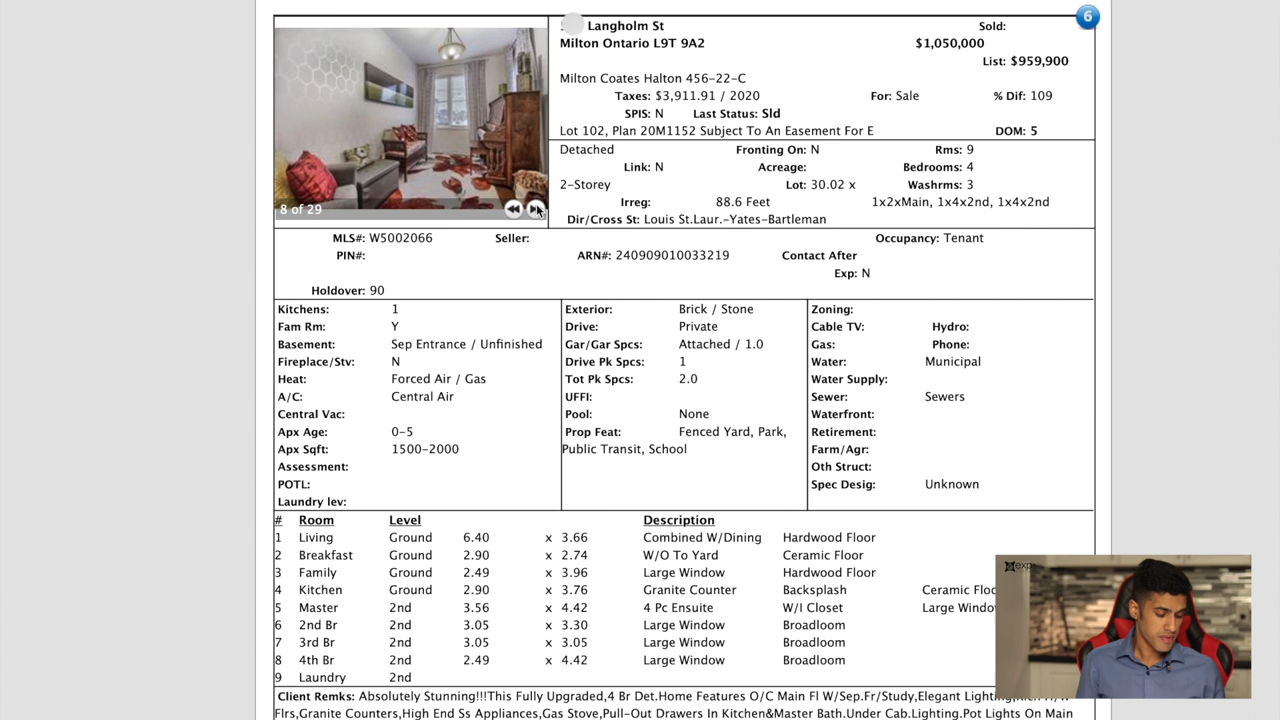 Langholm St Sold: 6
Milton Ontario L9T 9A2 $1,050,000
List: $959,900
Milton Coates Halton 456-22-C
Taxes: $3,911.91 / 2020 For: Sale % Dif: 109
SPIS: N Last Status: Sld
Lot 102, Plan 20M1152 Subject To An Easement For E DOM: 5
Detached Fronting On: N Rms: 9
Link: N Acreage: Bedrooms: 4
2-Storey Lot: 30.02 x Washrms: 3
Irreg: 88.6 Feet 1x2xMain, 1x4x2nd, 1x4x2nd
8 of 29
Dir/Cross St: Louis St.Laur.-Yates-Bartleman
MLS#: W5002066 Seller: Occupancy: Tenant
PIN#: ARN#: 240909010033219 Contact After
Exp: N
Holdover: 90
Kitchens: 1 Exterior: Brick / Stone Zoning:
Fam Rm: Y Drive: Private Cable TV: Hydro:
Basement: Sep Entrance / Unfinished Gar/Gar Spcs: Attached / 1.0 Gas: Phone:
Fireplace/Stv: N Drive Pk Spcs: 1 Water: Municipal
Heat: Forced Air / Gas Tot Pk Spcs: 2.0 Water Supply:
A/C: Central Air UFFI: Sewer: Sewers
Central Vac: Pool: None Waterfront:
Apx Age: 0-5 Prop Feat: Fenced Yard, Park, Retirement:
Apx Sqft: 1500-2000 Public Transit, School Farm/Agr:
Assessment: Oth Struct:
POTL: Spec Desig: Unknown
Laundry lev:
# Room Level Description
1 Living Ground 6.40 x 3.66 Combined W/Dining Hardwood Floor
2 Breakfast Ground 2.90 x 2.74 W/O To Yard Ceramic Floor
3 Family Ground 2.49 x 3.96 Large Window Hardwood Floor
4 Kitchen Ground 2.90 x 3.76 Granite Counter Backsplash Ceramic Floo
5 Master 2nd 3.56 x 4.42 4 Pc Ensuite W/I Closet Large Windo
6 2nd Br 2nd 3.05 x 3.30 Large Window Broadloom
7 3rd Br 2nd 3.05 x 3.05 Large Window Broadloom
8 4th Br 2nd 2.49 x 4.42 Large Window Broadloom
9 Laundry 2nd
Client Remks: Absolutely Stunning!!!This Fully Upgraded,4 Br Det.Home Features O/C Main Fl W/Sep.Fr/Study,Elegant Lighting
Flrs,Granite Counters,High End Ss Appliances,Gas Stove,Pull-Out Drawers In Kitchen&Master Bath.Under Cab.Lighting.Pot Lights On Main
exp